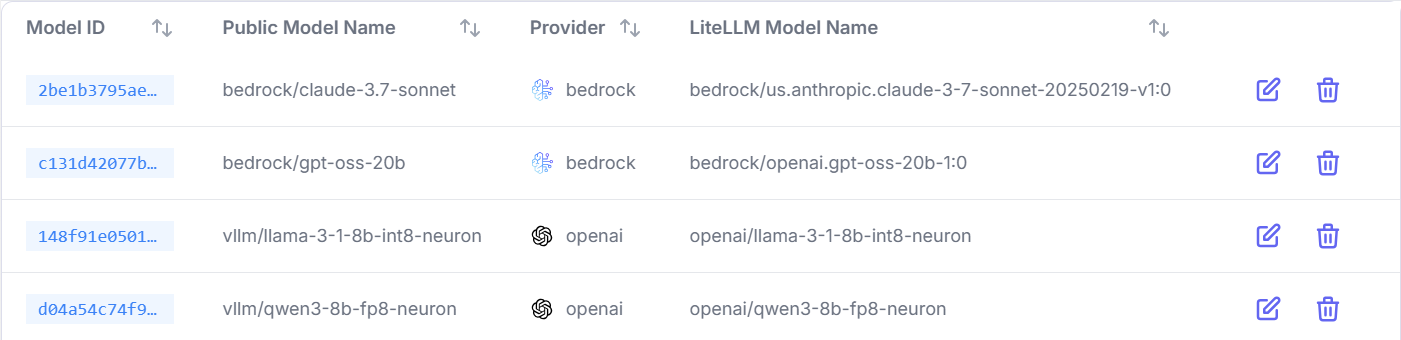 Model ID Public Model Name Provider LiteLLM Model Name
2be1b3795ae… bedrock/claude-3.7-sonnet bedrock bedrock/us.anthropic.claude-3-7-sonnet-20250219-v1:0
c131d42077b… bedrock/gpt-oss-20b bedrock bedrock/openai.gpt-oss-20b-1:0
148f91e0501… vllm/llama-3-1-8b-int8-neuron openai openai/llama-3-1-8b-int8-neuron
d04a54c74f9… vllm/qwen3-8b-fp8-neuron openai openai/qwen3-8b-fp8-neuron